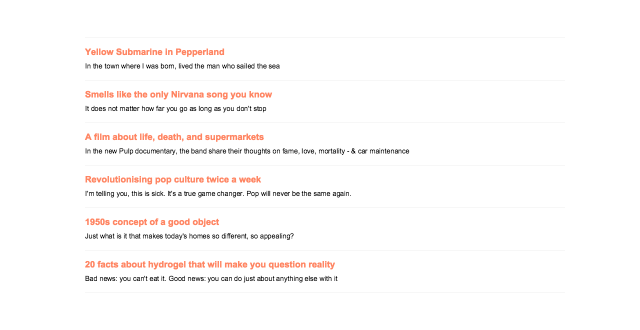 Yellow Submarine in Pepperland
In the town where I was born, lived the man who sailed the sea
Smells like the only Nirvana song you know
It does not matter how far you go as long as you don't stop
A film about life, death, and supermarkets
In the new Pulp documentary, the band share their thoughts on fame, love, mortality - & car maintenance
Revolutionising pop culture twice a week
I'm telling you, this is sick. It's a true game changer. Pop will never be the same again.
1950s concept of a good object
Just what is it that makes today's homes so different, so appealing?
20 facts about hydrogel that will make you question reality
Bad news: you can't eat it. Good news: you can do just about anything else with it